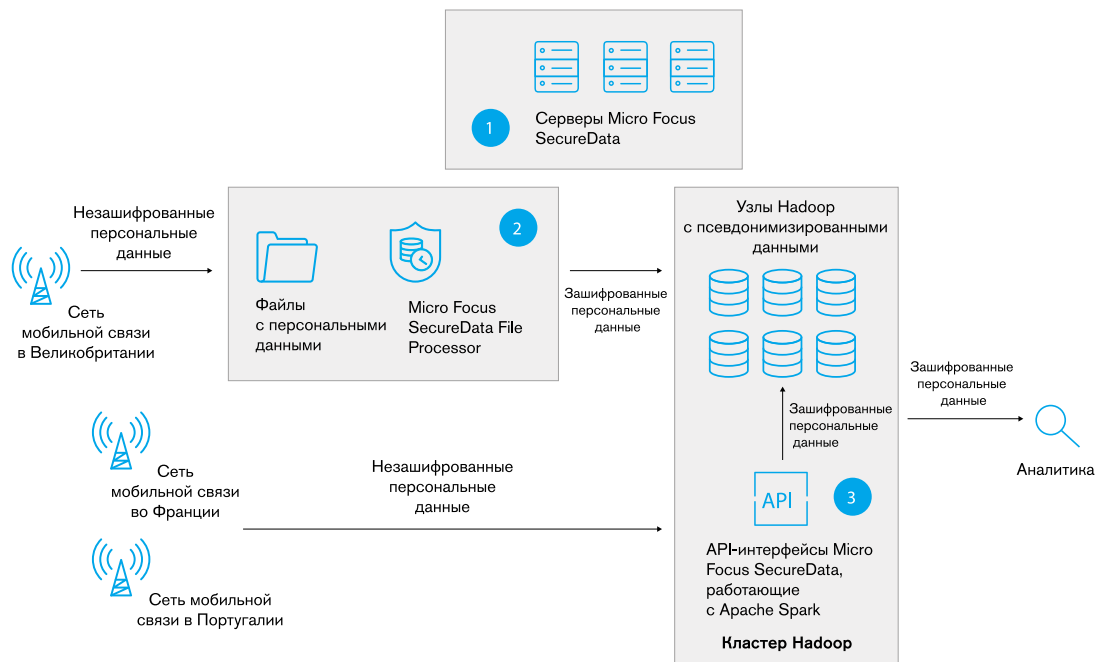 1
Серверы Micro Focus
SecureData
Незашифрованные
персональные
данные
Сеть
мобильной связи
в Великобритании
2
Файлы
с персональными
данными
Micro Focus
SecureData File
Processor
Зашифрованные
персональные
данные
Узлы Hadoop
с псевдонимизированными
данными
Зашифрованные
персональные
данные
Зашифрованные
персональные
данные
Аналитика
Сеть
мобильной связи
во Франции
Незашифрованные
персональные
данные
Сеть мобильной
связи в Португалии
API
3
API-интерфейсы Micro
Focus SecureData,
работающие
с Apache Spark
Кластер Hadoop